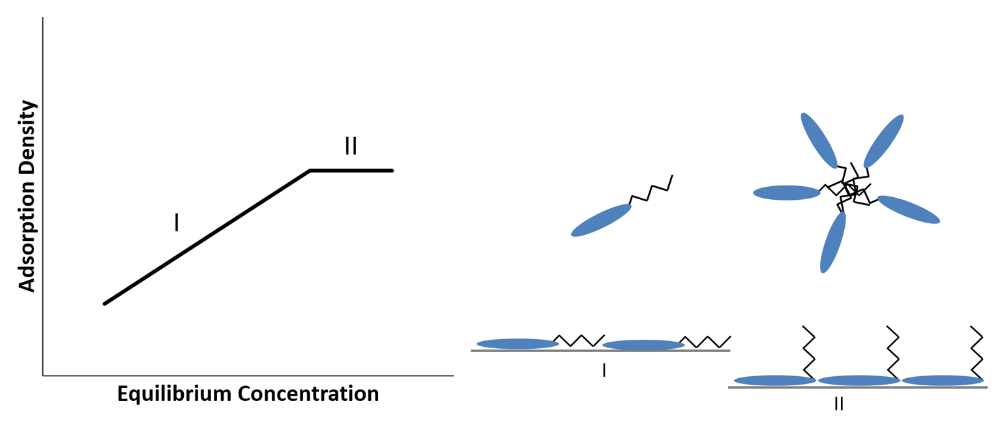 Adsorption Density
I
II
Equilibrium Concentration
I
II